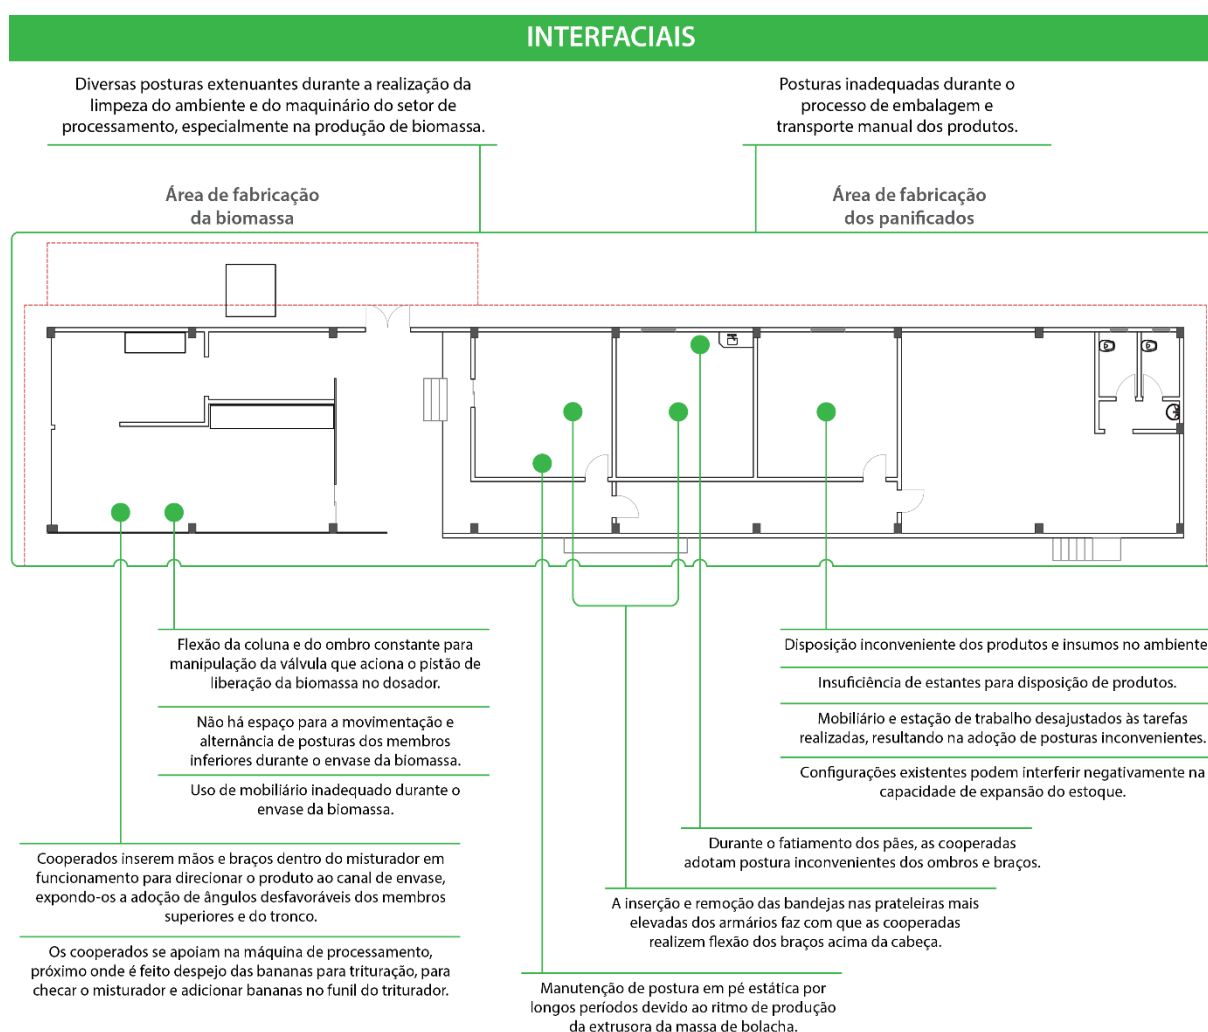 INTERFACIAIS
Diversas posturas extenuantes durante a realização da
limpeza do ambiente e do maquinário do setor de
processamento, especialmente na produção de biomassa.
Posturas inadequadas durante o
processo de embalagem e
transporte manual dos produtos.
Área de fabricação
da biomassa
Área de fabricação
dos panificados
Flexão da coluna e do ombro constante para
manipulação da válvula que aciona o pistão de
liberação da biomassa no dosador.
Não há espaço para a movimentação e
alternância de posturas dos membros
inferiores durante o envase da biomassa.
Uso de mobiliário inadequado durante o
envase da biomassa.
Disposição inconveniente dos produtos e insumos no ambiente
Insuficiência de estantes para disposição de produtos.
Mobiliário e estação de trabalho desajustados às tarefas
realizadas, resultando na adoção de posturas inconvenientes.
Configurações existentes podem interferir negativamente na
capacidade de expansão do estoque.
Cooperados inserem mãos e braços dentro do misturador em
funcionamento para direcionar o produto ao canal de envase,
expondo-os a adoção de ângulos desfavoráveis dos membros
superiores e do tronco.
Os cooperados se apoiam na máquina de processamento,
próximo onde é feito despejo das bananas para trituração, para
checar o misturador e adicionar bananas no funil do triturador.
Durante o fatiamento dos pães, as cooperadas
adotam postura inconvenientes dos ombros e braços.
A inserção e remoção das bandejas nas prateleiras mais
elevadas dos armários faz com que as cooperadas
realizem flexão dos braços acima da cabeça.
Manutenção de postura em pé estática por
longos períodos devido ao ritmo de produção
da extrusora da massa de bolacha.